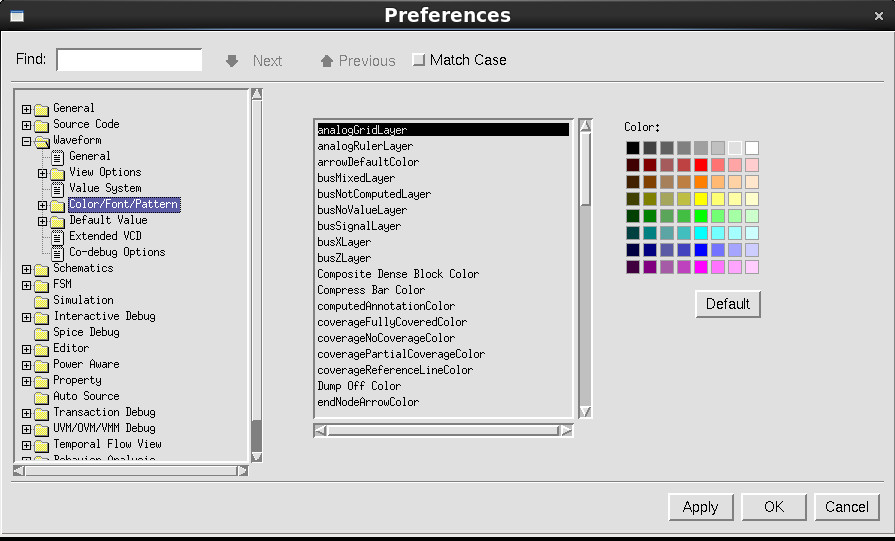 Preferences
Find:
Next
Previous
Match Case
General
Source Code
Waveform
General
View Options
Value System
Color/Font/Pattern
Default Value
Extended VCD
Co-debug Options
Schematics
FSM
Simulation
Interactive Debug
Spice Debug
Editor
Power Aware
Property
Auto Source
Transaction Debug
UVM/OVM/VMM Debug
Temporal Flow View
Behavior Analysis
analogGridLayer
analogRulerLayer
arrowDefaultColor
busMixedLayer
busNotComputedLayer
busNoValueLayer
busSignalLayer
busXLayer
busZLayer
Composite Dense Block Color
Compress Bar Color
computedAnnotationColor
coverageFullyCoveredColor
coverageNoCoverageColor
coveragePartialCoverageColor
coverageReferenceLineColor
Dump Off Color
endNodeArrowColor
Color:
Default
Apply
OK
Cancel